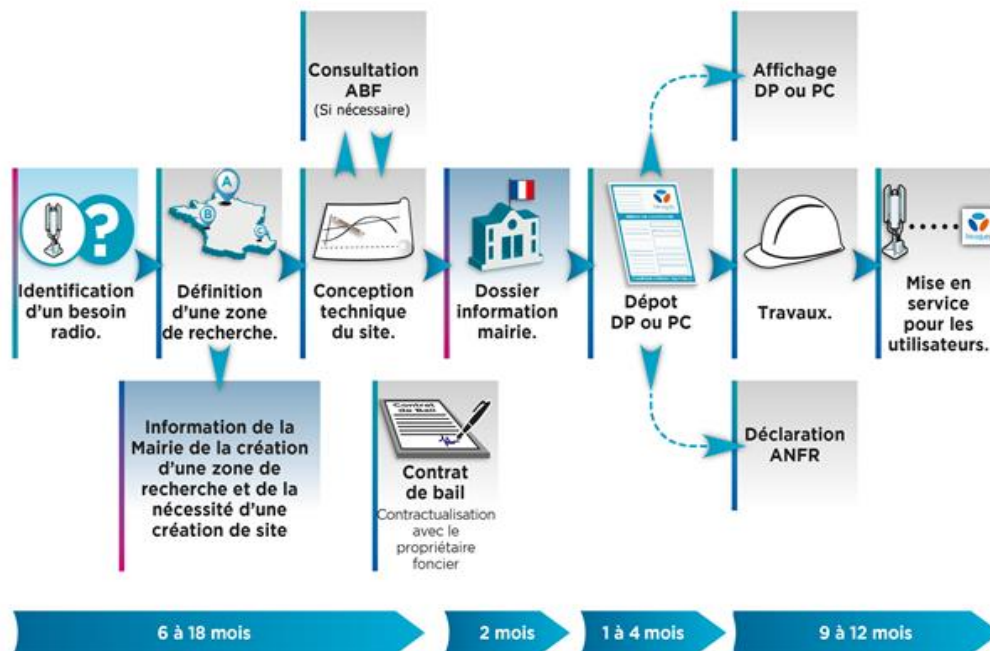 Consultation
ABF
(Si nécessaire)
Affichage
DP ou PC
A
B
C
Identification
d'un besoin
radio.
Définition
d'une zone
de recherche.
Conception
technique
du site.
Dossier
information
mairie.
Dépot
DP ou PC
Travaux.
Mise en
service
pour les
utilisateurs.
?
Information de la
Mairie de la création
d'une zone de
recherche et de la
nécessité d'une
création de site
Contrat
de Bail
Contrat
de bail
Contractualisation
avec le
propriétaire
foncier
Déclaration
ANFR
6 à 18 mois
2 mois
1 à 4 mois
9 à 12 mois